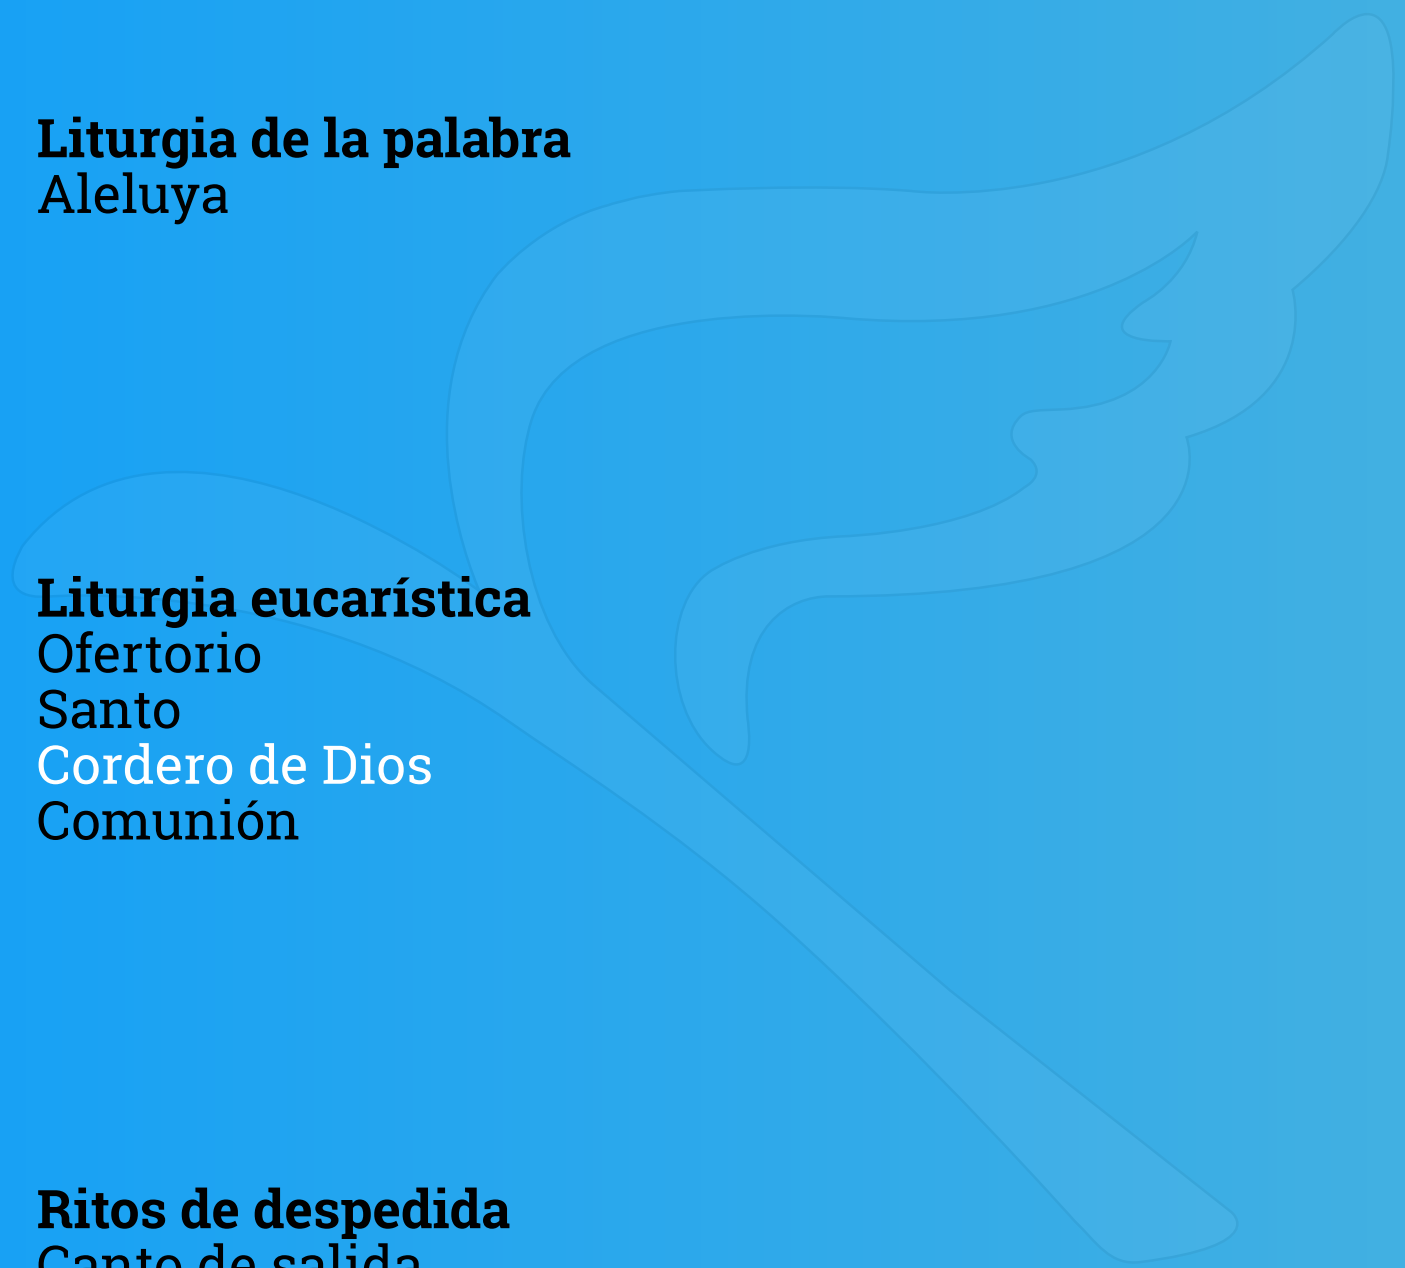 Liturgia de la palabra
Aleluya
Liturgia eucarística
Ofertorio
Santo
Cordero de Dios
Comunión
Ritos de despedida
Canto de salida